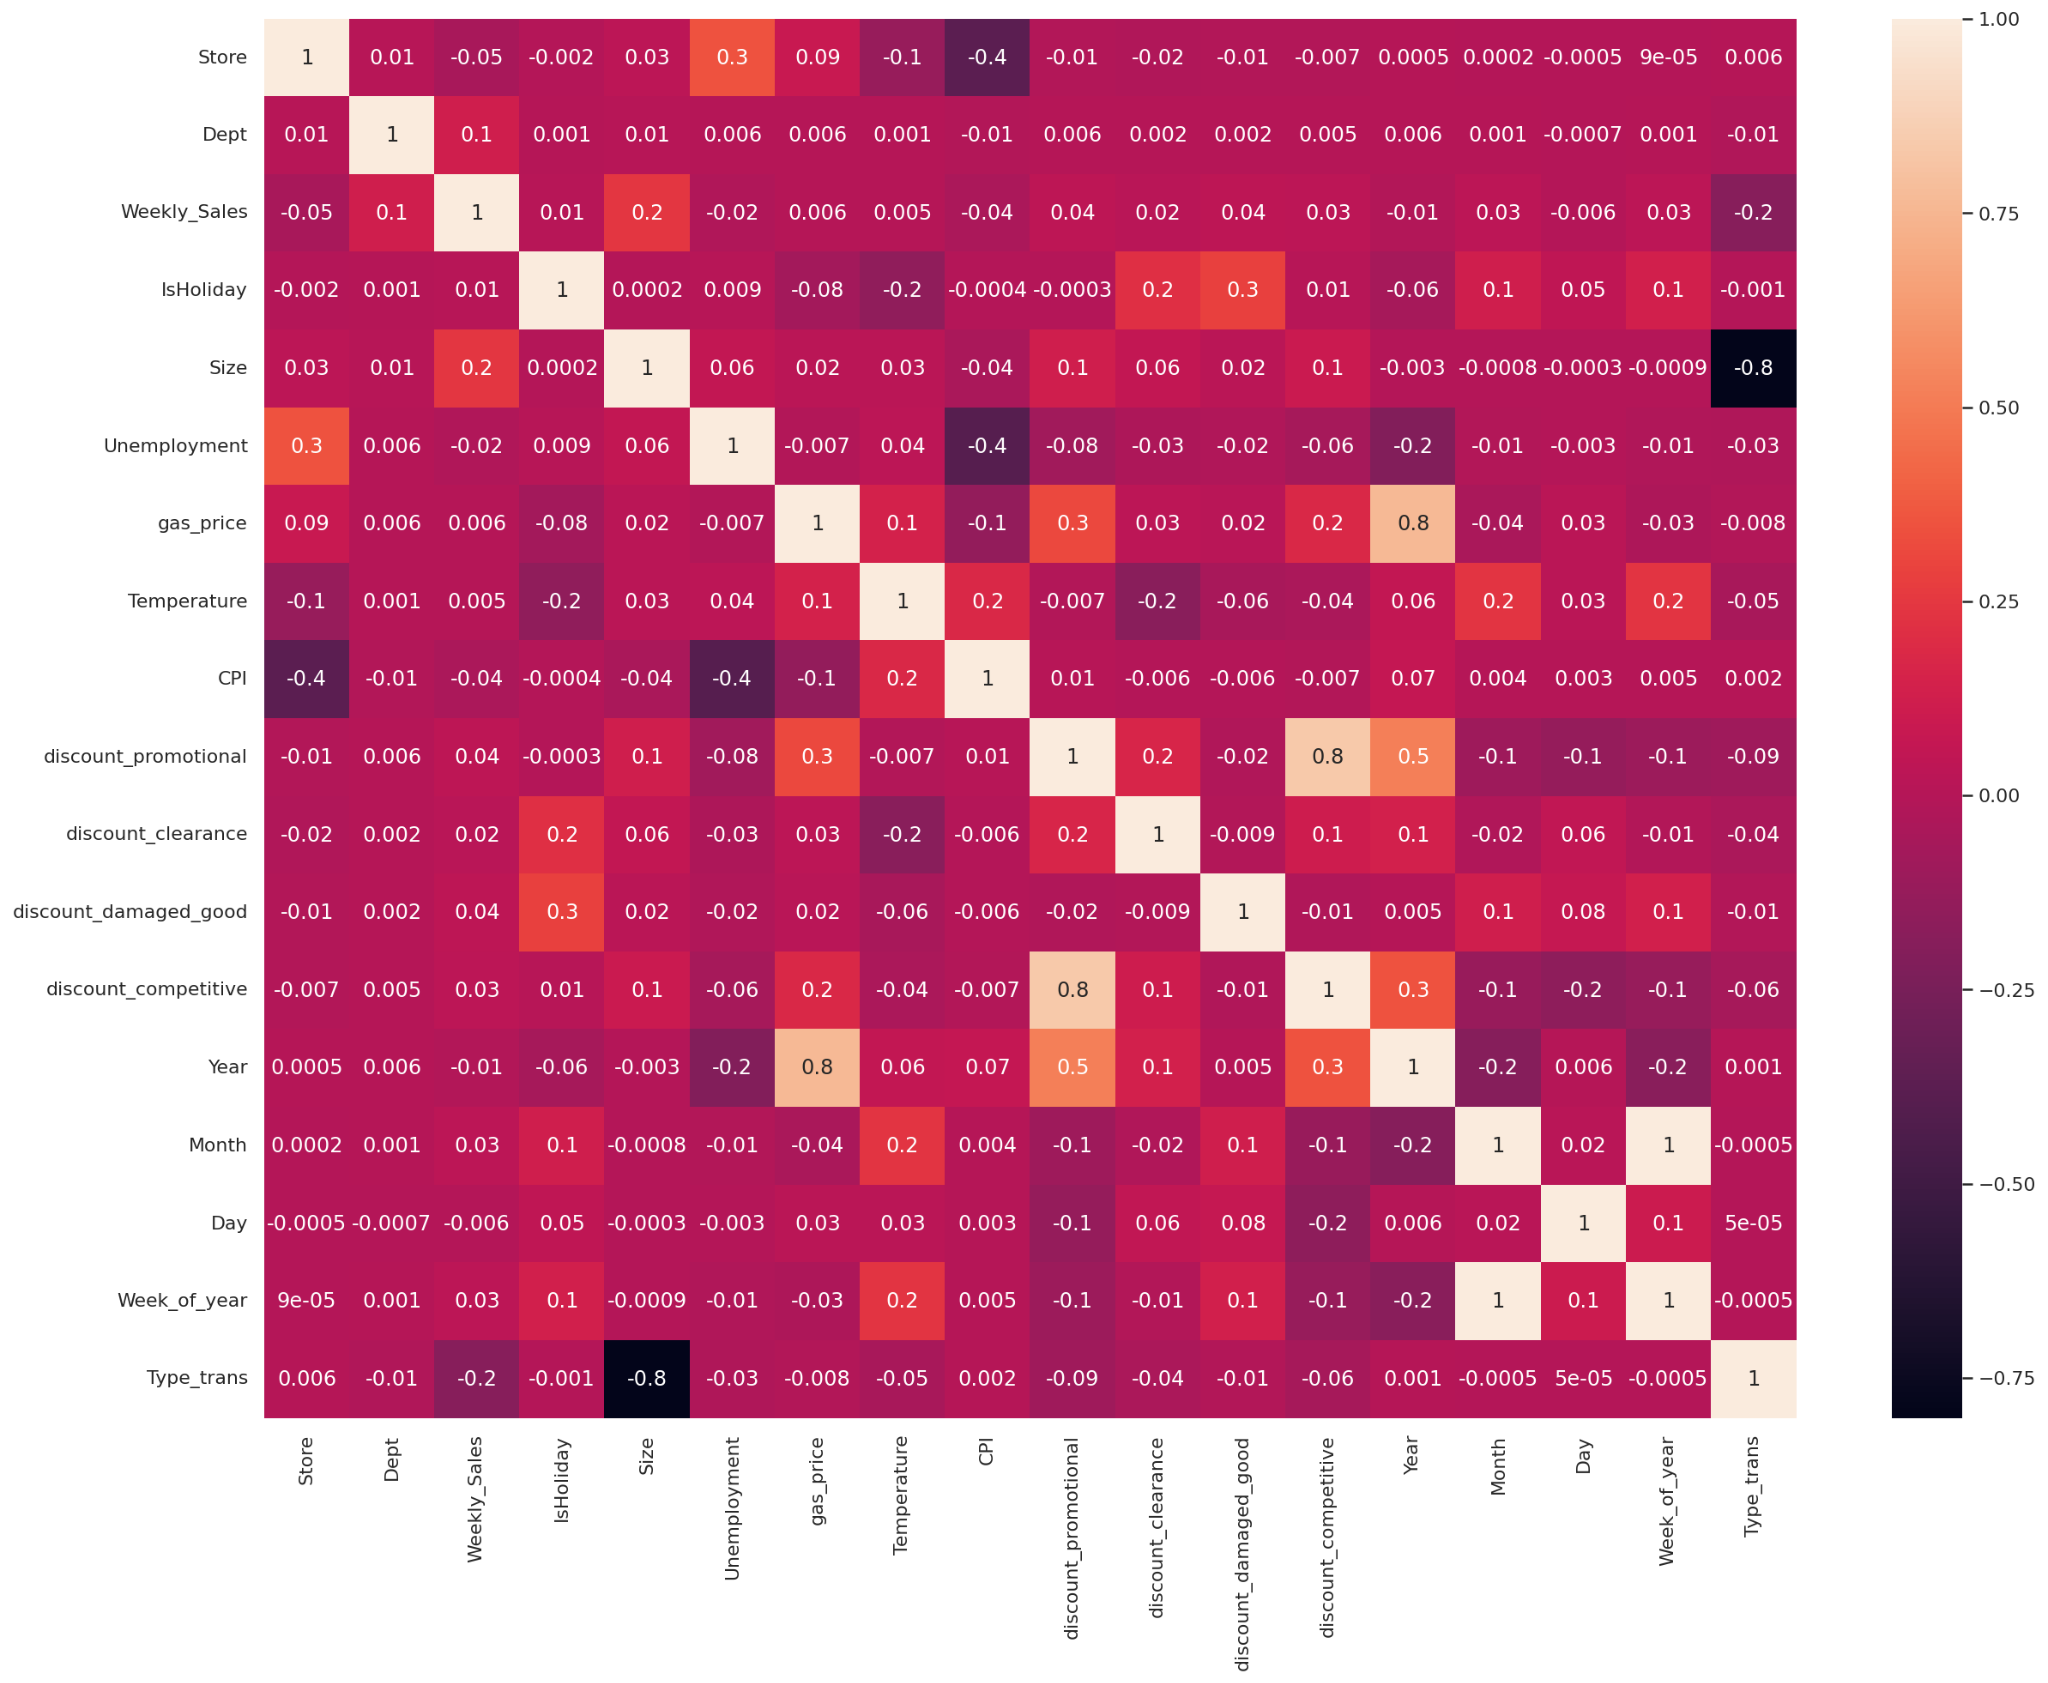 Store 1 0.01 -0.05 -0.002 0.03 0.3 0.09 -0.1 -0.4 -0.01 -0.02 -0.01 -0.007 0.0005 0.0002 -0.0005 9e-05 0.006
Dept 0.01 1 0.1 0.001 0.01 0.006 0.006 0.001 -0.01 0.006 0.002 0.002 0.005 0.006 0.001 -0.0007 0.001 -0.01
Weekly_Sales -0.05 0.1 1 0.01 0.2 -0.02 0.006 0.005 -0.04 0.04 0.02 0.04 0.03 -0.01 0.03 -0.006 0.03 -0.2
IsHoliday -0.002 0.001 0.01 1 0.0002 0.009 -0.08 -0.2 -0.0004 -0.0003 0.2 0.3 0.01 -0.06 0.1 0.05 0.1 -0.001
Size 0.03 0.01 0.2 0.0002 1 0.06 0.02 0.03 -0.04 0.1 0.06 0.02 0.1 -0.003 -0.0008 -0.0003 -0.0009 -0.8
Unemployment 0.3 0.006 -0.02 0.009 0.06 1 -0.007 0.04 -0.4 -0.08 -0.03 -0.02 -0.06 -0.2 -0.01 -0.003 -0.01 -0.03
gas_price 0.09 0.006 0.006 -0.08 0.02 -0.007 1 0.1 -0.1 0.3 0.03 0.02 0.2 0.8 -0.04 0.03 -0.03 -0.008
Temperature -0.1 0.001 0.005 -0.2 0.03 0.04 0.1 1 0.2 -0.007 -0.2 -0.06 -0.04 0.06 0.2 0.03 0.2 -0.05
CPI -0.4 -0.01 -0.04 -0.0004 -0.04 -0.4 -0.1 0.2 1 0.01 -0.006 -0.006 -0.007 0.07 0.004 0.003 0.005 0.002
discount_promotional -0.01 0.006 0.04 -0.0003 0.1 -0.08 0.3 -0.007 0.01 1 0.2 -0.02 0.8 0.5 -0.1 -0.1 -0.1 -0.09
discount_clearance -0.02 0.002 0.02 0.2 0.06 -0.03 0.03 -0.2 -0.006 0.2 1 -0.009 0.1 0.1 -0.02 0.06 -0.01 -0.04
discount_damaged_good -0.01 0.002 0.04 0.3 0.02 -0.02 0.02 -0.06 -0.006 -0.02 -0.009 1 -0.01 0.005 0.1 0.08 0.1 -0.01
discount_competitive -0.007 0.005 0.03 0.01 0.1 -0.06 0.2 -0.04 -0.007 0.8 0.1 -0.01 1 0.3 -0.1 -0.2 -0.1 -0.06
Year 0.0005 0.006 -0.01 -0.06 -0.003 -0.2 0.8 0.06 0.07 0.5 0.1 0.005 0.3 1 -0.2 0.006 -0.2 0.001
Month 0.0002 0.001 0.03 0.1 -0.0008 -0.01 -0.04 0.2 0.004 -0.1 -0.02 0.1 -0.1 -0.2 1 0.02 1 -0.0005
Day -0.0005 -0.0007 -0.006 0.05 -0.0003 -0.003 0.03 0.03 0.003 -0.1 0.06 0.08 -0.2 0.006 0.02 1 0.1 5e-05
Week_of_year 9e-05 0.001 0.03 0.1 -0.0009 -0.01 -0.03 0.2 0.005 -0.1 -0.01 0.1 -0.1 -0.2 1 0.1 1 -0.0005
Type_trans 0.006 -0.01 -0.2 -0.001 -0.8 -0.03 -0.008 -0.05 0.002 -0.09 -0.04 -0.01 -0.06 0.001 -0.0005 5e-05 -0.0005 1
Store
Dept
Weekly_Sales
IsHoliday
Size
Unemployment
gas_price
Temperature
CPI
discount_promotional
discount_clearance
discount_damaged_good
discount_competitive
Year
Month
Day
Week_of_year
Type_trans
1.00
0.75
0.50
0.25
0.00
−0.25
−0.50
−0.75